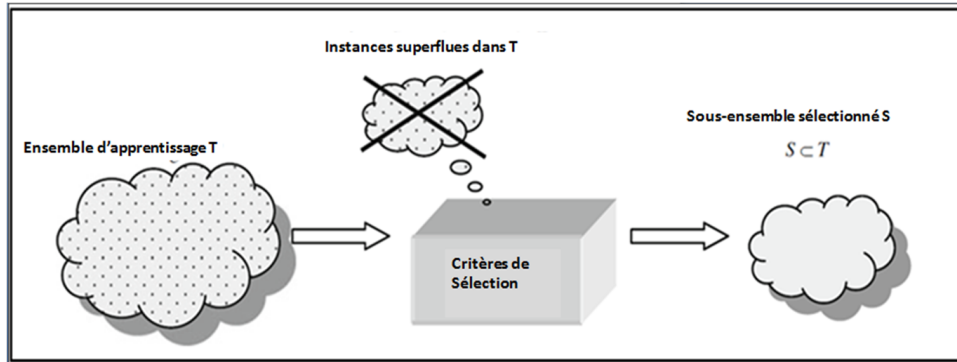 Instances superflues dans T
Sous-ensemble sélectionné S
S ⊂ T
Ensemble d’apprentissage T
Critères de
Sélection